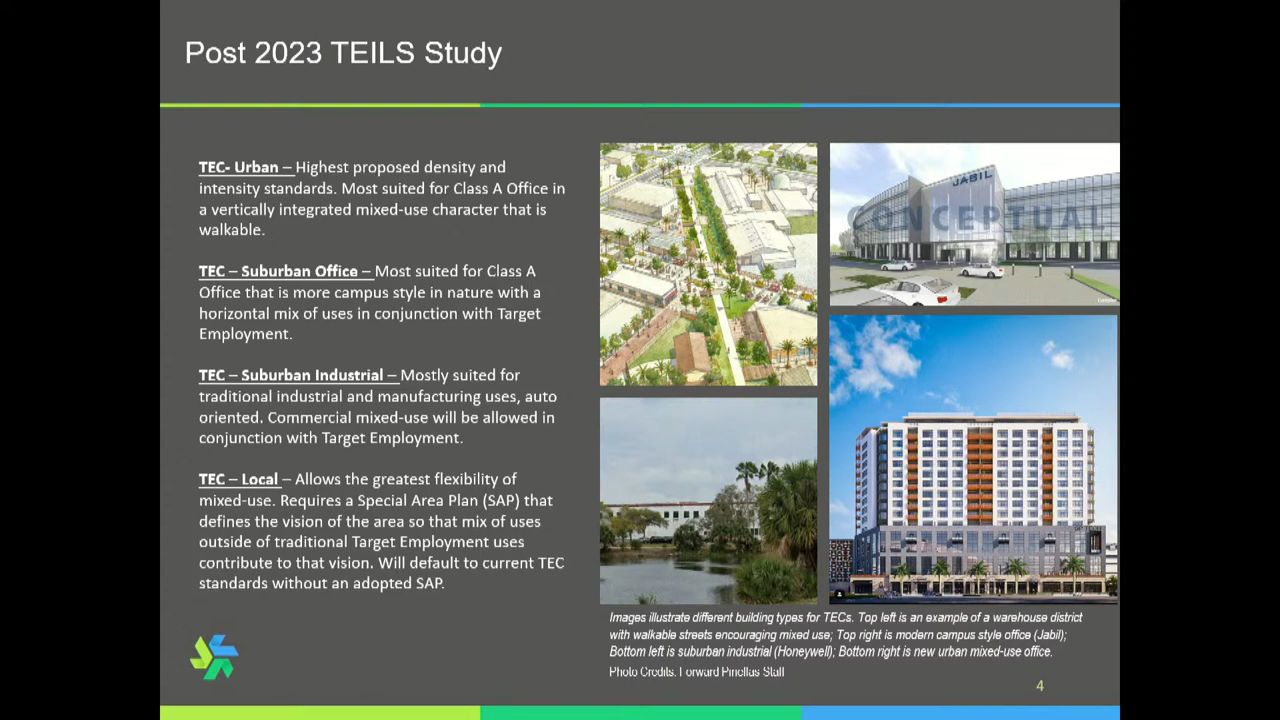 Post 2023 TEILS Study
TEC- Urban – Highest proposed density and
intensity standards. Most suited for Class A Office in
a vertically integrated mixed-use character that is
walkable.
TEC – Suburban Office – Most suited for Class A
Office that is more campus style in nature with a
horizontal mix of uses in conjunction with Target
Employment.
TEC – Suburban Industrial – Mostly suited for
traditional industrial and manufacturing uses, auto
oriented. Commercial mixed-use will be allowed in
conjunction with Target Employment.
TEC – Local – Allows the greatest flexibility of
mixed-use. Requires a Special Area Plan (SAP) that
defines the vision of the area so that mix of uses
outside of traditional Target Employment uses
contribute to that vision. Will default to current TEC
standards without an adopted SAP.
JABIL
CONCEPTUAL
Images illustrate different building types for TECs. Top left is an example of a warehouse district
with walkable streets encouraging mixed use; Top right is modern campus style office (Jabil);
Bottom left is suburban industrial (Honeywell); Bottom right is new urban mixed-use office.
Photo Credits: Forward Pinellas Staff
4